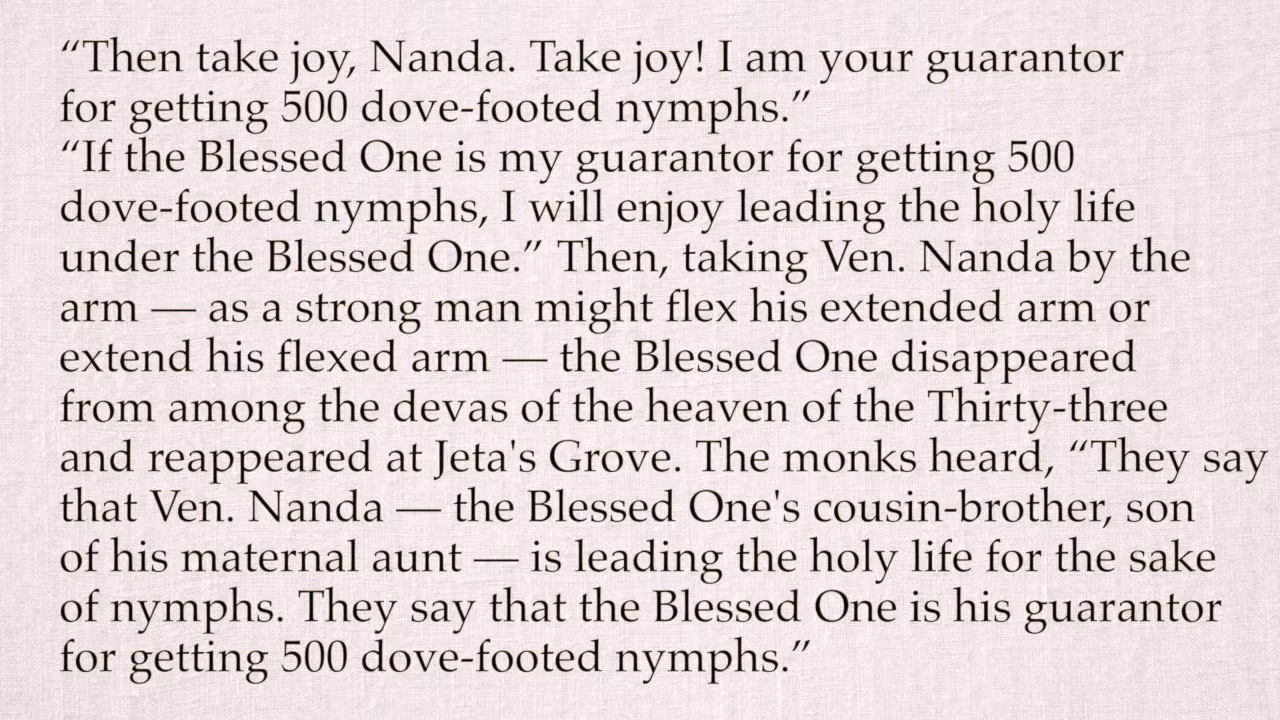 “Then take joy, Nanda. Take joy! I am your guarantor
for getting 500 dove-footed nymphs.”
“If the Blessed One is my guarantor for getting 500
dove-footed nymphs, I will enjoy leading the holy life
under the Blessed One.” Then, taking Ven. Nanda by the
arm — as a strong man might flex his extended arm or
extend his flexed arm — the Blessed One disappeared
from among the devas of the heaven of the Thirty-three
and reappeared at Jeta's Grove. The monks heard, “They say
that Ven. Nanda — the Blessed One's cousin-brother, son
of his maternal aunt — is leading the holy life for the sake
of nymphs. They say that the Blessed One is his guarantor
for getting 500 dove-footed nymphs.”